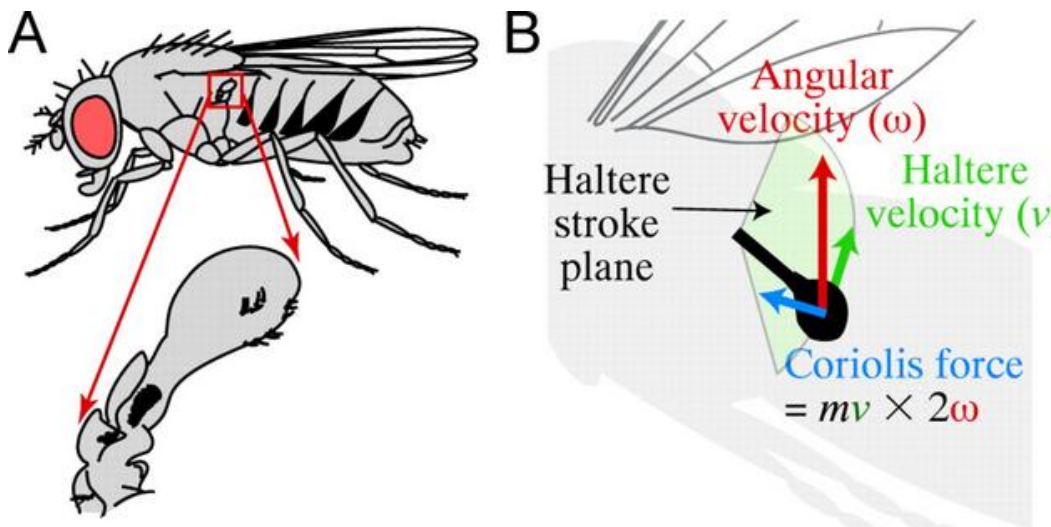 A
B
Angular
velocity (ω)
Haltere
stroke
plane
Haltere
velocity (v
Coriolis force
= mv × 2ω